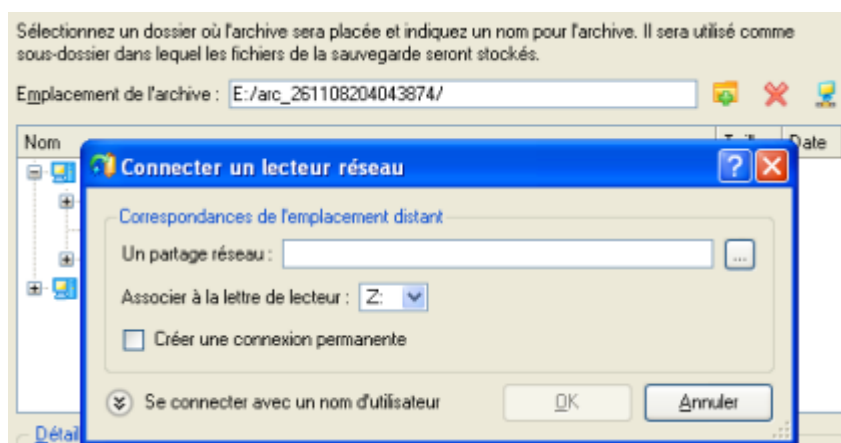 Sélectionnez un dossier où l'archive sera placée et indiquez un nom pour l'archive. Il sera utilisé comme
sous-dossier dans lequel les fichiers de la sauvegarde seront stockés.
Emplacement de l'archive : E:/arc_261108204043874/
Nom Date
Connecter un lecteur réseau
Correspondances de l'emplacement distant
Un partage réseau : ...
Associer à la lettre de lecteur : Z:
Créer une connexion permanente
Se connecter avec un nom d'utilisateur OK Annuler
Détail